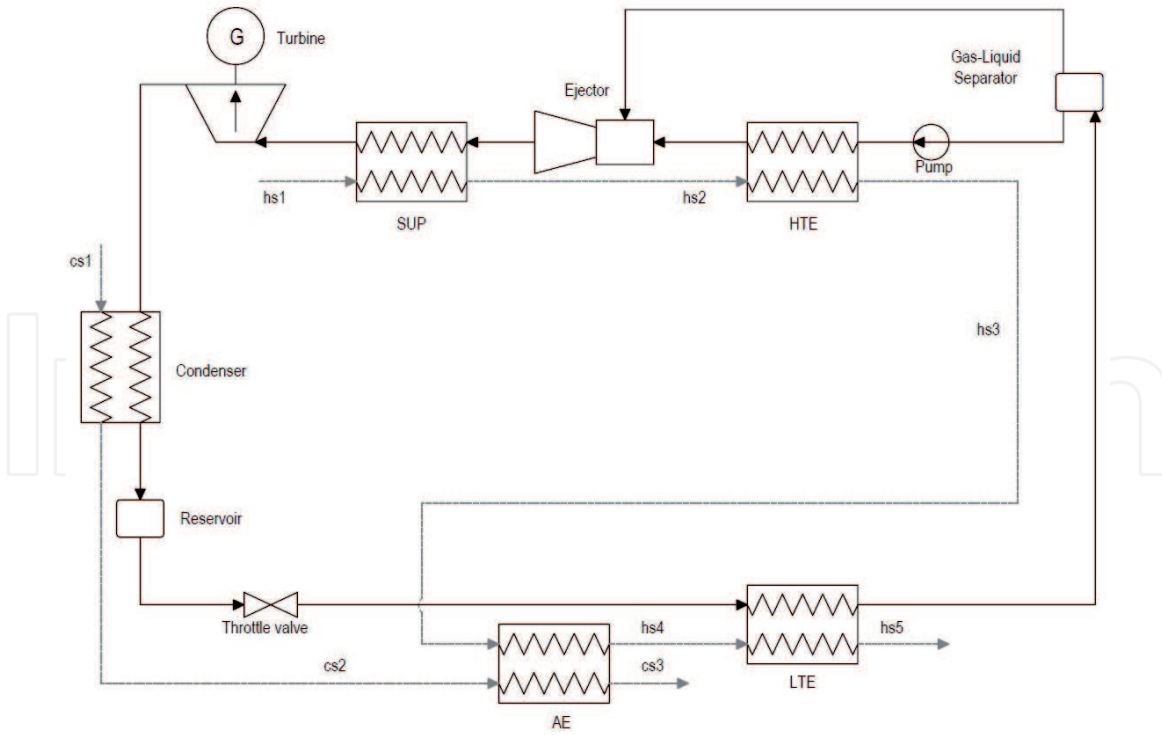 G
Turbine
Gas-Liquid
Separator
Ejector
Pump
hs1
hs2
SUP
HTE
cs1
hs3
Condenser
Reservoir
Throttle valve
hs4
hs5
cs2
cs3
LTE
AE